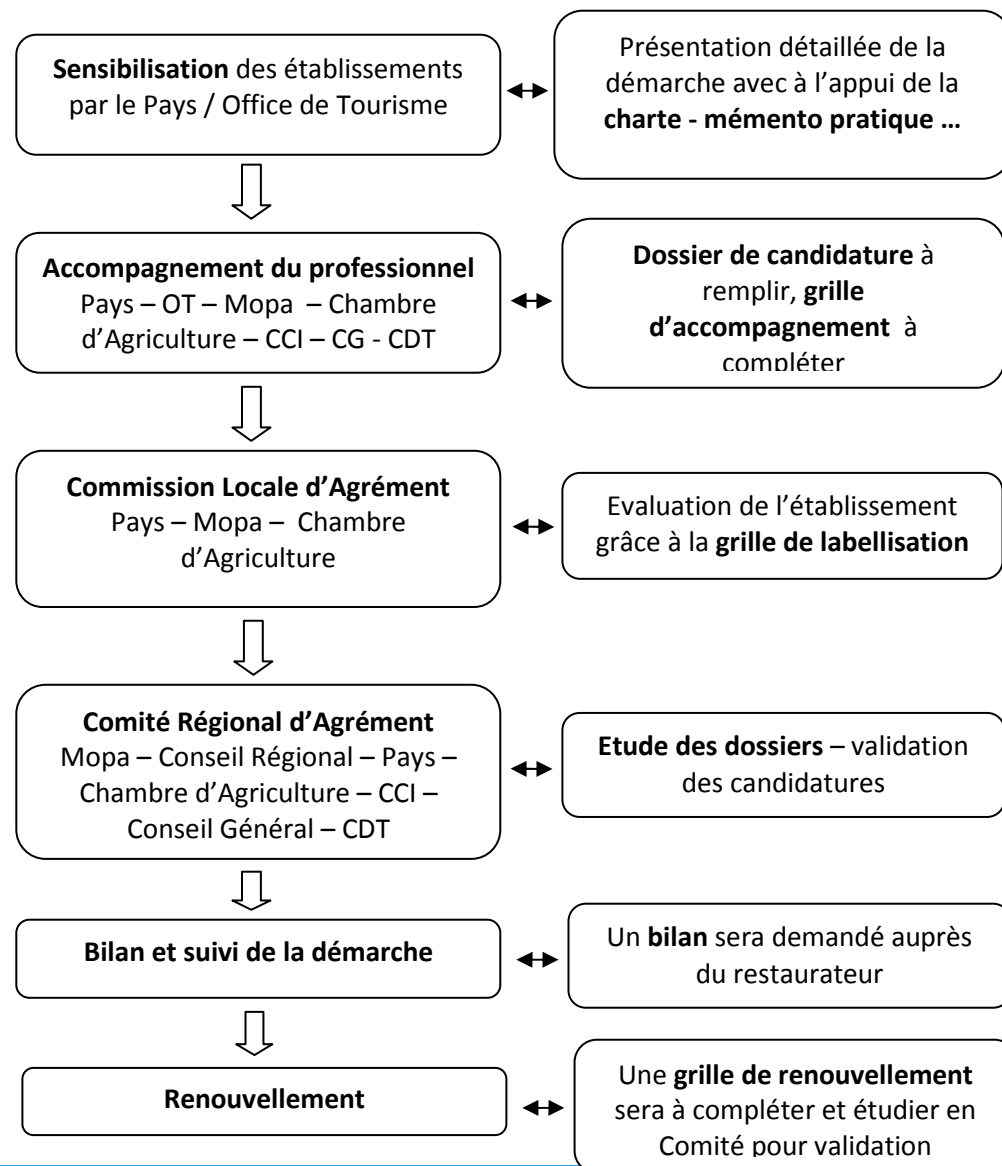 Sensibilisation des établissements
par le Pays / Office de Tourisme
Présentation détaillée de la
démarche avec à l’appui de la
charte - mémento pratique …
Accompagnement du professionnel
Pays – OT – Mopa – Chambre
d’Agriculture – CCI – CG - CDT
Dossier de candidature à
remplir, grille
d’accompagnement à
compléter
Commission Locale d’Agrément
Pays – Mopa – Chambre
d’Agriculture
Evaluation de l’établissement
grâce à la grille de labellisation
Comité Régional d’Agrément
Mopa – Conseil Régional – Pays –
Chambre d’Agriculture – CCI –
Conseil Général – CDT
Etude des dossiers – validation
des candidatures
Bilan et suivi de la démarche
Un bilan sera demandé auprès
du restaurateur
Renouvellement
Une grille de renouvellement
sera à compléter et étudier en
Comité pour validation